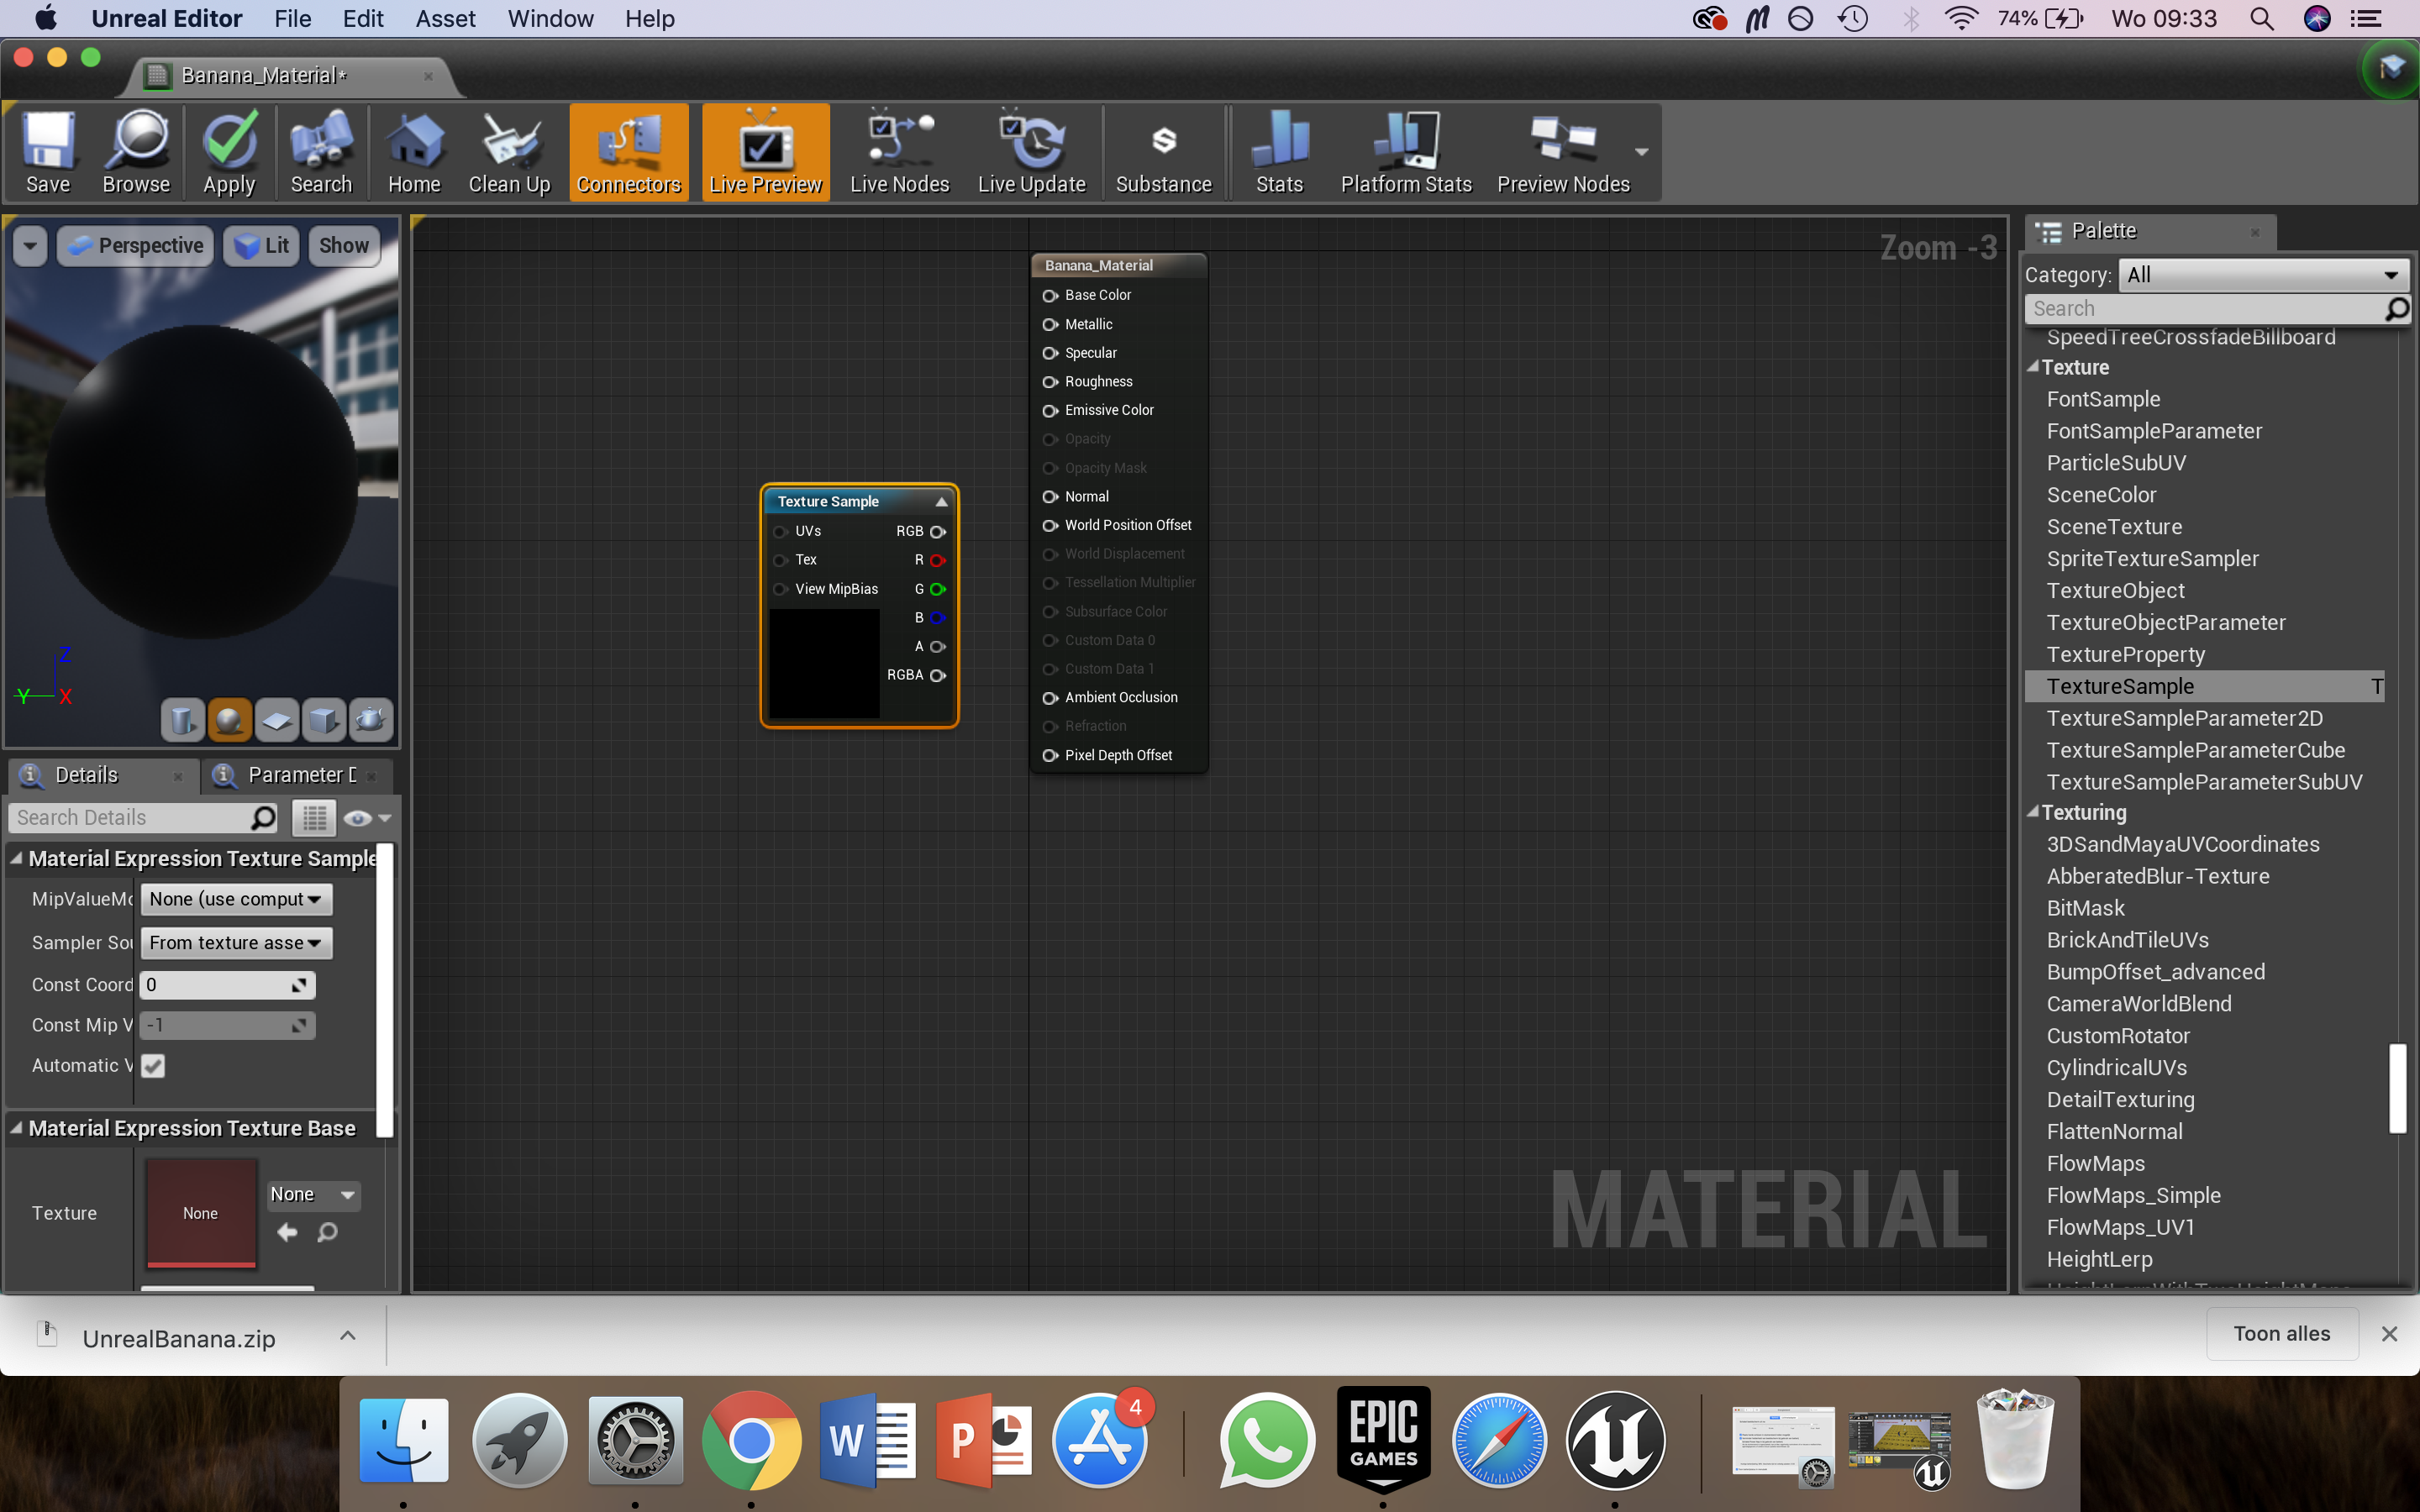 Unreal Editor File Edit Asset Window Help 74% Wo 09:33
Banana_Material*
Save Browse Apply Search Home Clean Up Connectors Live Preview Live Nodes Live Update Substance Stats Platform Stats Preview Nodes
Perspective Lit Show
Z
Y X
Zoom -3
Banana_Material
Base Color
Metallic
Specular
Roughness
Emissive Color
Opacity
Opacity Mask
Normal
World Position Offset
World Displacement
Tessellation Multiplier
Subsurface Color
Custom Data 0
Custom Data 1
Ambient Occlusion
Refraction
Pixel Depth Offset
Texture Sample
UVs RGB
Tex R
View MipBias G
B
A
RGBA
MATERIAL
Details Parameter D
Search Details
Material Expression Texture Sample
MipValueMo None (use comput
Sampler Sou From texture asse
Const Coord 0
Const Mip V -1
Automatic V
Material Expression Texture Base
Texture None None
Palette
Category: All
Search
SpeedTreeCrossfadeBillboard
Texture
FontSample
FontSampleParameter
ParticleSubUV
SceneColor
SceneTexture
SpriteTextureSampler
TextureObject
TextureObjectParameter
TextureProperty
TextureSample T
TextureSampleParameter2D
TextureSampleParameterCube
TextureSampleParameterSubUV
Texturing
3DSandMayaUVCoordinates
AbberatedBlur-Texture
BitMask
BrickAndTileUVs
BumpOffset_advanced
CameraWorldBlend
CustomRotator
CylindricalUVs
DetailTexturing
FlattenNormal
FlowMaps
FlowMaps_Simple
FlowMaps_UV1
HeightLerp
HeightLerpWithTwoHeightMaps
UnrealBanana.zip Toon alles
W P 4 EPIC
GAMES